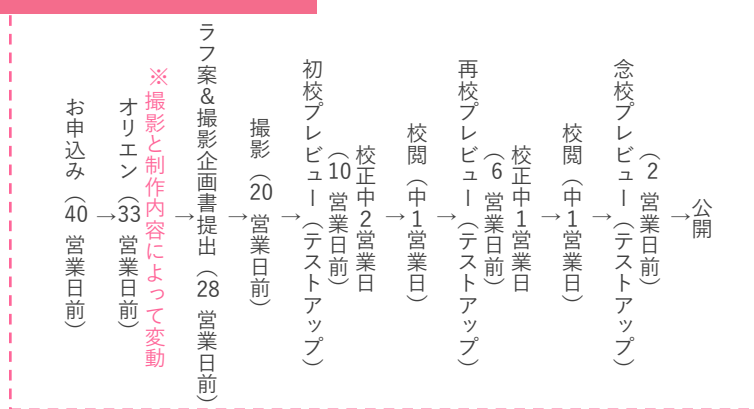 お申込み（40 営業日前）
→
オリエン（33 営業日前）
※撮影と制作内容によって変動
→
ラフ案＆撮影企画書提出（28 営業日前）
→
撮影（20 営業日前）
→
初校プレビュー（テストアップ）
（10 営業日前）
校正中2営業日
→
校閲（中1営業日）
→
再校プレビュー（テストアップ）
（6 営業日前）
校正中1営業日
→
校閲（中1営業日）
→
念校プレビュー（テストアップ）
（2 営業日前）
→
公開